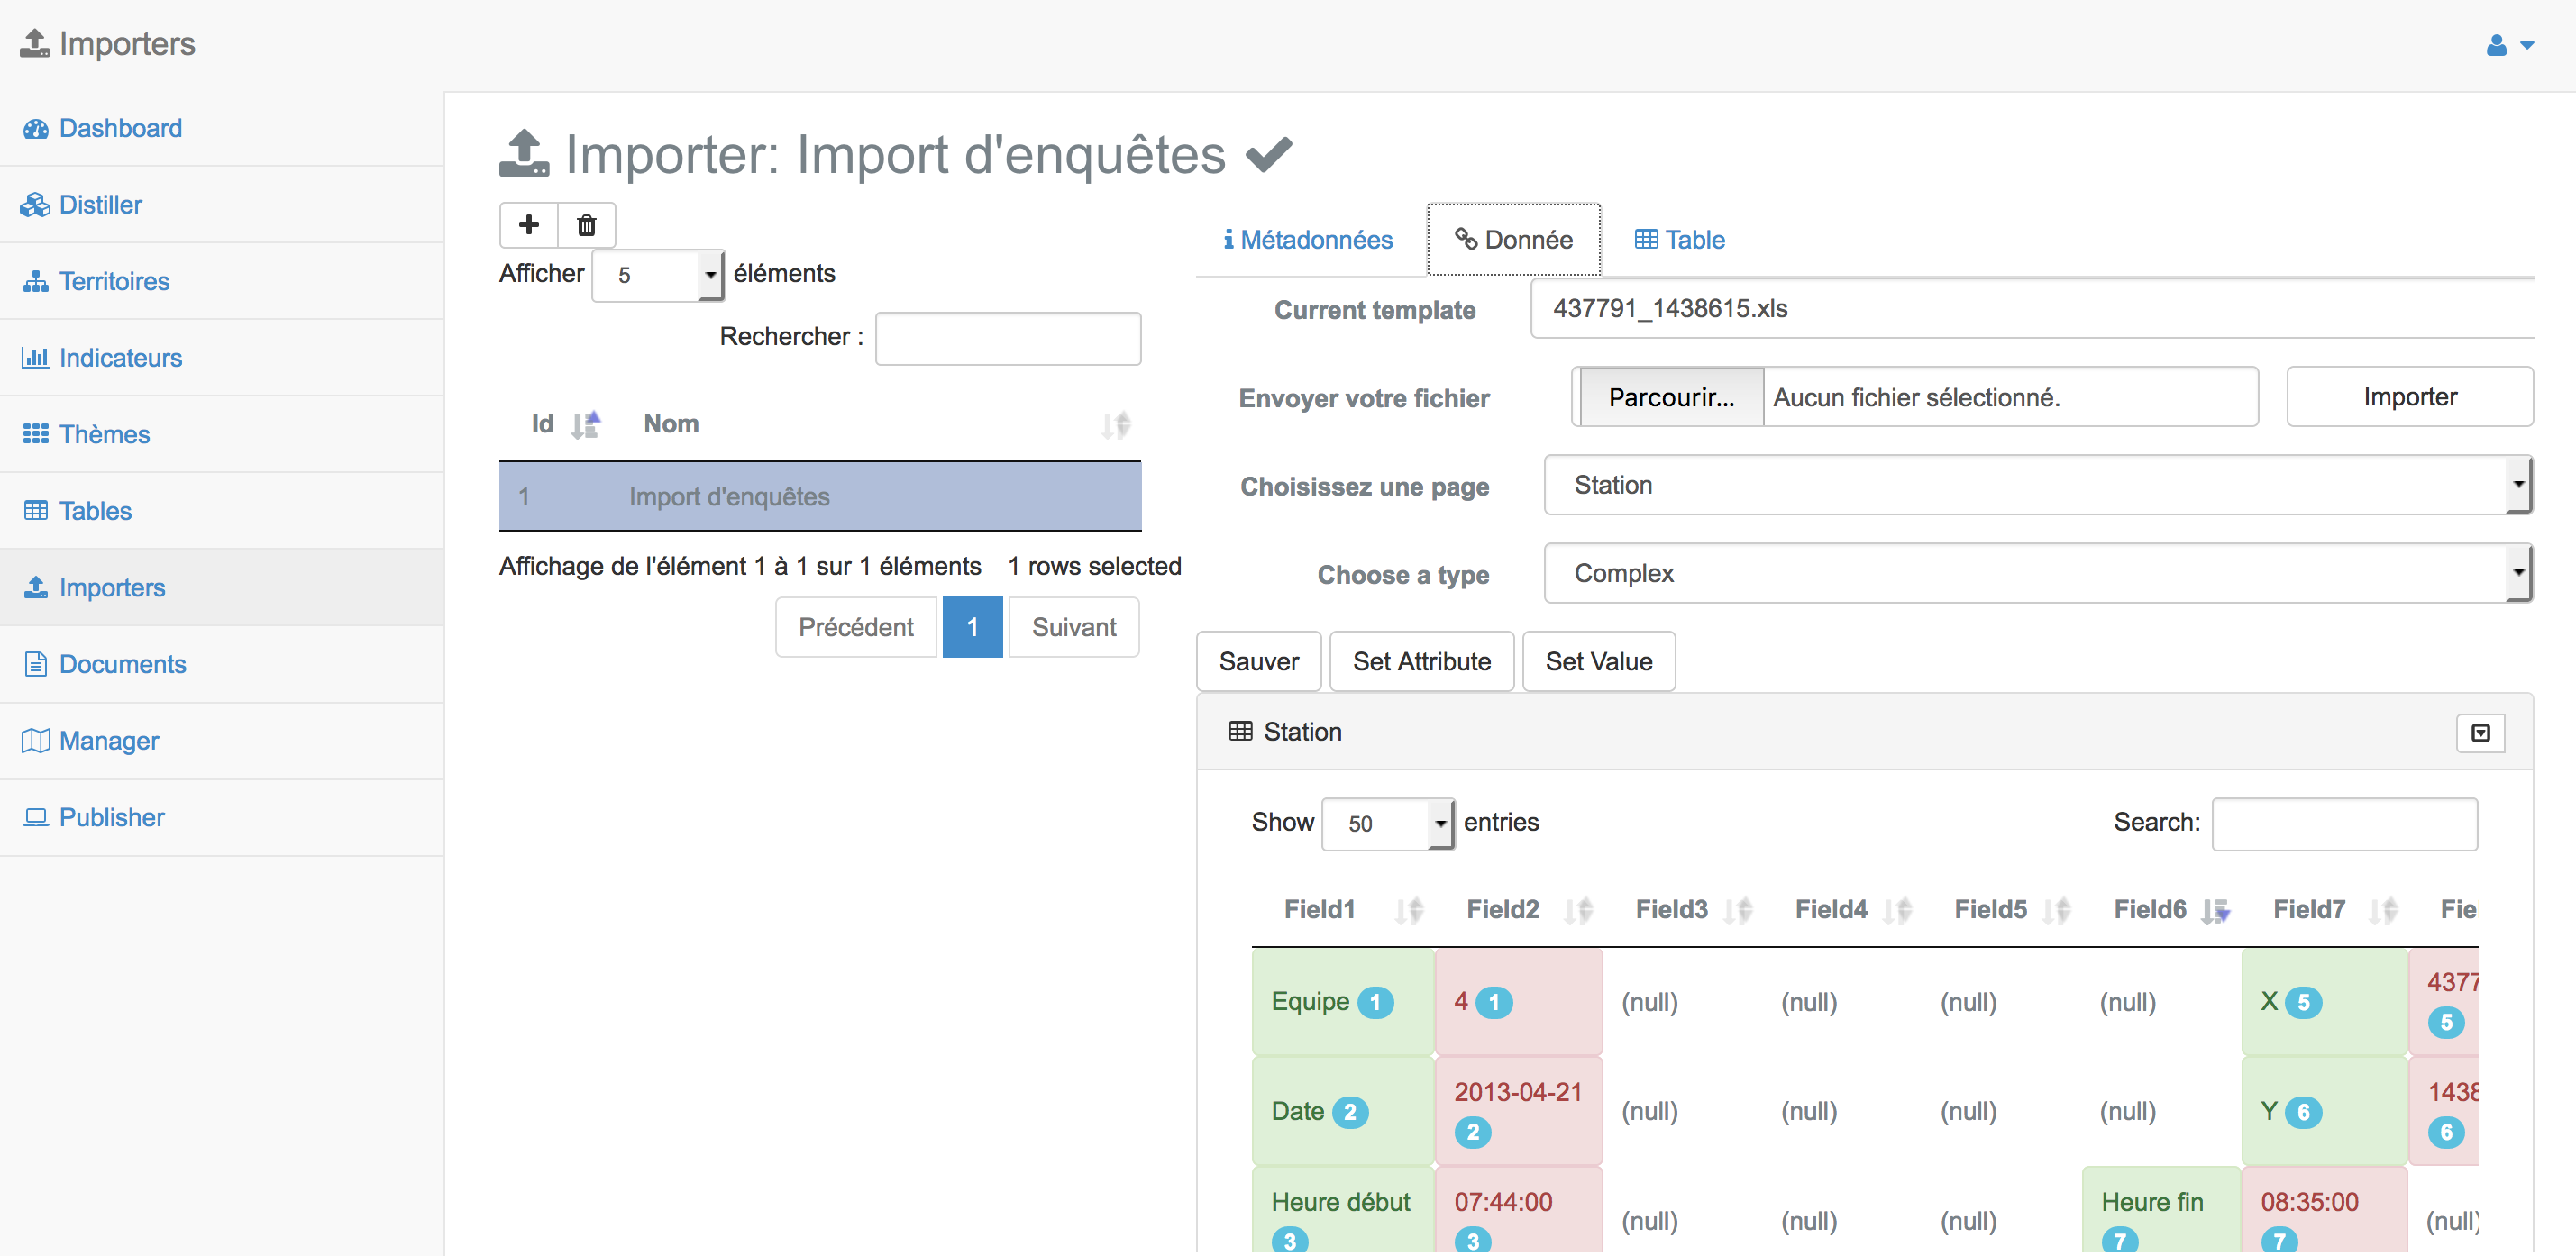 Importers
Dashboard
Distiller
Territoires
Indicateurs
Thèmes
Tables
Importers
Documents
Manager
Publisher
Importer: Import d'enquêtes
Afficher 5 éléments
Rechercher :
Id Nom
1 Import d'enquêtes
Affichage de l'élément 1 à 1 sur 1 éléments 1 rows selected
Précédent 1 Suivant
Métadonnées Donnée Table
Current template 437791_1438615.xls
Envoyer votre fichier Parcourir... Aucun fichier sélectionné. Importer
Choisissez une page Station
Choose a type Complex
Sauver Set Attribute Set Value
Station
Show 50 entries Search:
Field1 Field2 Field3 Field4 Field5 Field6 Field7 Fie
Equipe 1 4 1 (null) (null) (null) (null) X 5 4377 5
Date 2 2013-04-21 2 (null) (null) (null) (null) Y 6 1438 6
Heure début 3 07:44:00 3 (null) (null) (null) Heure fin 7 08:35:00 7 (null)